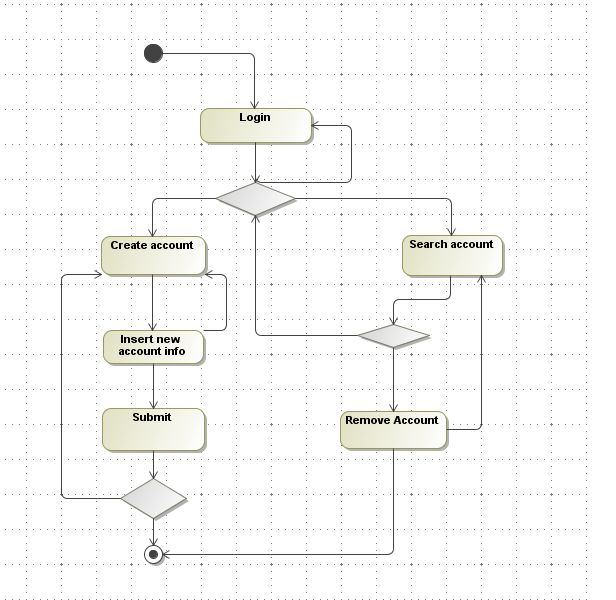 Login
Create account
Search account
Insert new
account info
Submit
Remove Account